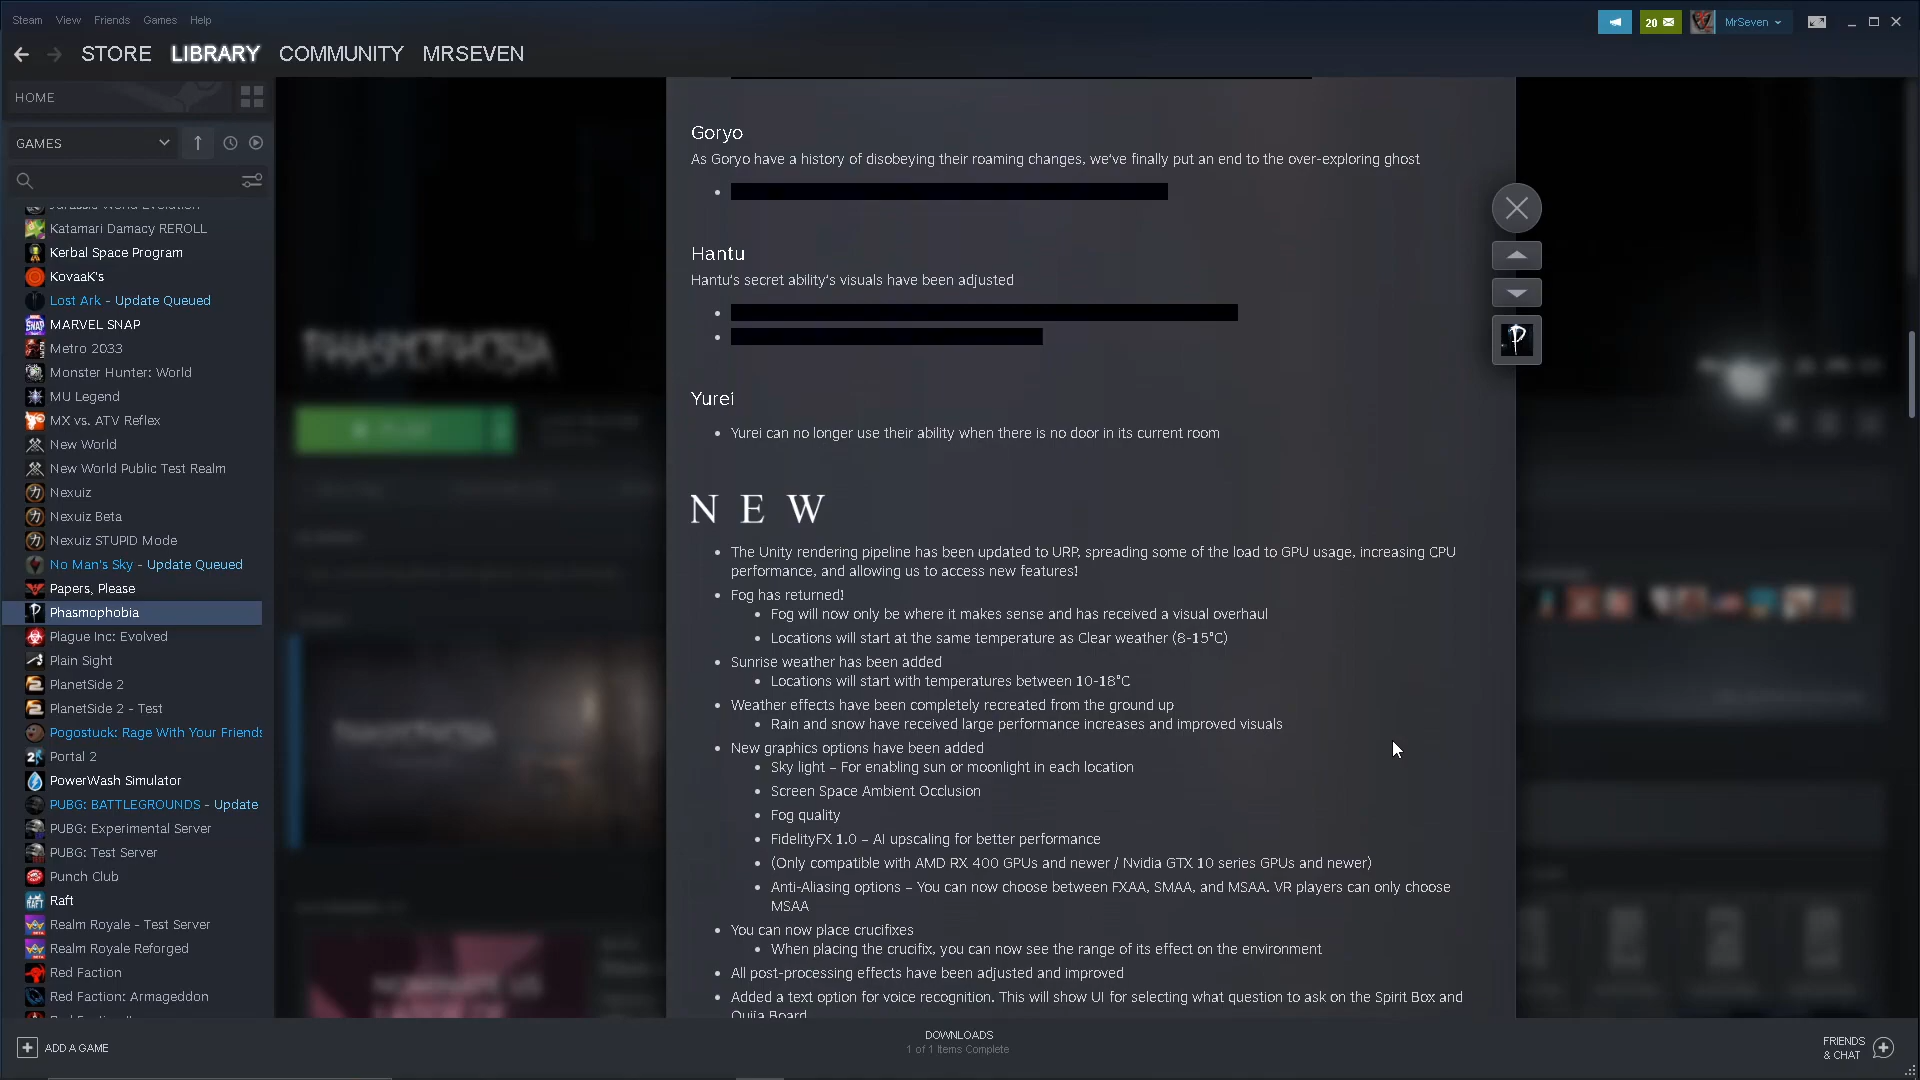 Steam View Friends Games Help
20
MrSeven
STORE LIBRARY COMMUNITY MRSEVEN
HOME
GAMES
Katamari Damacy REROLL
Kerbal Space Program
KovaaK's
Lost Ark - Update Queued
MARVEL SNAP
Metro 2033
Monster Hunter: World
MU Legend
MX vs. ATV Reflex
New World
New World Public Test Realm
Nexuiz
Nexuiz Beta
Nexuiz STUPID Mode
No Man's Sky - Update Queued
Papers, Please
Phasmophobia
Plague Inc: Evolved
Plain Sight
PlanetSide 2
PlanetSide 2 - Test
Pogostuck: Rage With Your Friends
Portal 2
PowerWash Simulator
PUBG: BATTLEGROUNDS - Update
PUBG: Experimental Server
PUBG: Test Server
Punch Club
Raft
Realm Royale - Test Server
Realm Royale Reforged
Red Faction
Red Faction: Armageddon
ADD A GAME
Goryo
As Goryo have a history of disobeying their roaming changes, we've finally put an end to the over-exploring ghost
Hantu
Hantu's secret ability's visuals have been adjusted
Yurei
• Yurei can no longer use their ability when there is no door in its current room
NEW
• The Unity rendering pipeline has been updated to URP, spreading some of the load to GPU usage, increasing CPU
performance, and allowing us to access new features!
• Fog has returned!
• Fog will now only be where it makes sense and has received a visual overhaul
• Locations will start at the same temperature as Clear weather (8-15°C)
• Sunrise weather has been added
• Locations will start with temperatures between 10-18°C
• Weather effects have been completely recreated from the ground up
• Rain and snow have received large performance increases and improved visuals
• New graphics options have been added
• Sky light – For enabling sun or moonlight in each location
• Screen Space Ambient Occlusion
• Fog quality
• FidelityFX 1.0 – AI upscaling for better performance
• (Only compatible with AMD RX 400 GPUs and newer / Nvidia GTX 10 series GPUs and newer)
• Anti-Aliasing options – You can now choose between FXAA, SMAA, and MSAA. VR players can only choose
MSAA
• You can now place crucifixes
• When placing the crucifix, you can now see the range of its effect on the environment
• All post-processing effects have been adjusted and improved
• Added a text option for voice recognition. This will show UI for selecting what question to ask on the Spirit Box and
Ouija Board
DOWNLOADS
1 of 1 Items Complete
FRIENDS
& CHAT